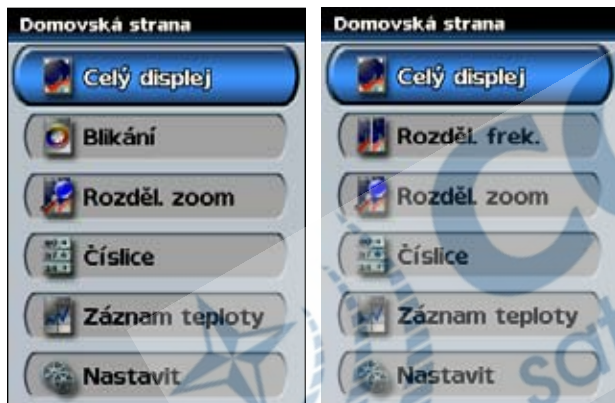 Domovská strana
Celý displej
Blikání
Rozděl. zoom
Číslice
Záznam teploty
Nastavit
Domovská strana
Celý displej
Rozděl. frek.
Rozděl. zoom
Číslice
Záznam teploty
Nastavit